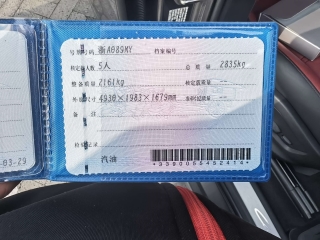 号牌号码 浙A089MY 档案编号
核定载人数 5人 总质量 2835kg
整备质量 2161kg 核定载质量 --
外廓尺寸 4930×1983×1679mm 准牵引总质量 --
备注
检验记录
汽油
*3390055452414*
-03-29